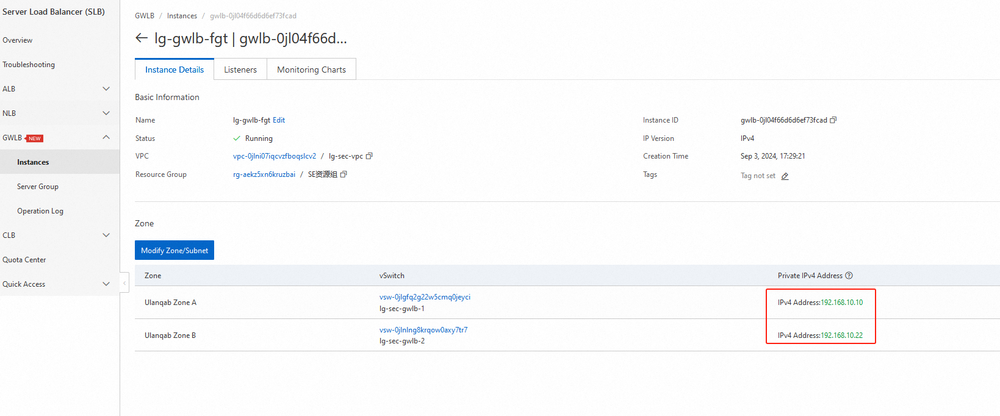 Server Load Balancer (SLB)
Overview
Troubleshooting
ALB
NLB
GWLB NEW
Instances
Server Group
Operation Log
CLB
Quota Center
Quick Access
GWLB / Instances / gwlb-0jl04f66d6d6ef73fcad
lg-gwlb-fgt | gwlb-0jl04f66d...
Instance Details Listeners Monitoring Charts
Basic Information
Name lg-gwlb-fgt Edit Instance ID gwlb-0jl04f66d6d6ef73fcad
Status Running IP Version IPv4
VPC vpc-0jlni07iqcvzfboqslcv2 / lg-sec-vpc Creation Time Sep 3, 2024, 17:29:21
Resource Group rg-aekz5xn6kruzbai / SE资源组 Tags Tag not set
Zone
Modify Zone/Subnet
Zone vSwitch Private IPv4 Address
Ulanqab Zone A vsw-0jlgfq2g22w5cmq0jeyci IPv4 Address:192.168.10.10
lg-sec-gwlb-1
Ulanqab Zone B vsw-0jlnlng8krqow0axy7tr7 IPv4 Address:192.168.10.22
lg-sec-gwlb-2